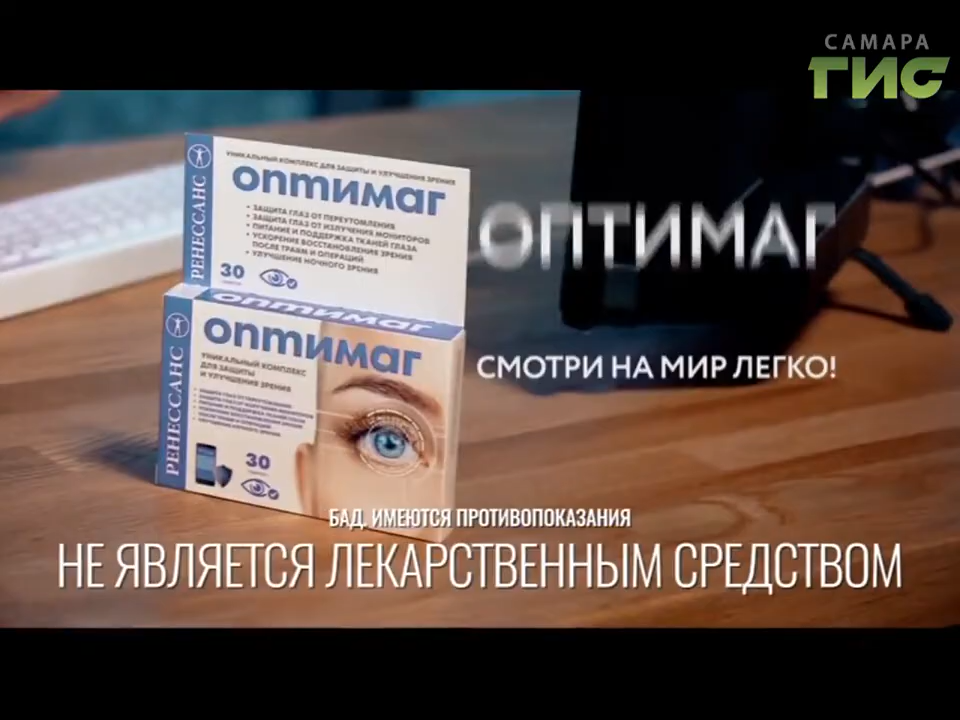 САМАРА
ГИС
РЕНЕССАНС
УНИКАЛЬНЫЙ КОМПЛЕКС ДЛЯ ЗАЩИТЫ И УЛУЧШЕНИЯ ЗРЕНИЯ
оптимаг
• ЗАЩИТА ГЛАЗ ОТ ПЕРЕУТОМЛЕНИЯ
• ЗАЩИТА ГЛАЗ ОТ ИЗЛУЧЕНИЯ МОНИТОРОВ
• ПИТАНИЕ И ПОДДЕРЖКА ТКАНЕЙ ГЛАЗА
• УСКОРЕНИЕ ВОССТАНОВЛЕНИЯ ЗРЕНИЯ
ПОСЛЕ ТРАВМ И ОПЕРАЦИЙ
• УЛУЧШЕНИЕ НОЧНОГО ЗРЕНИЯ
30
оптимаг
РЕНЕССАНС
оптимаг
УНИКАЛЬНЫЙ КОМПЛЕКС
ДЛЯ ЗАЩИТЫ
И УЛУЧШЕНИЯ ЗРЕНИЯ
30
ОПТИМАГ
СМОТРИ НА МИР ЛЕГКО!
БАД. ИМЕЮТСЯ ПРОТИВОПОКАЗАНИЯ
НЕ ЯВЛЯЕТСЯ ЛЕКАРСТВЕННЫМ СРЕДСТВОМ